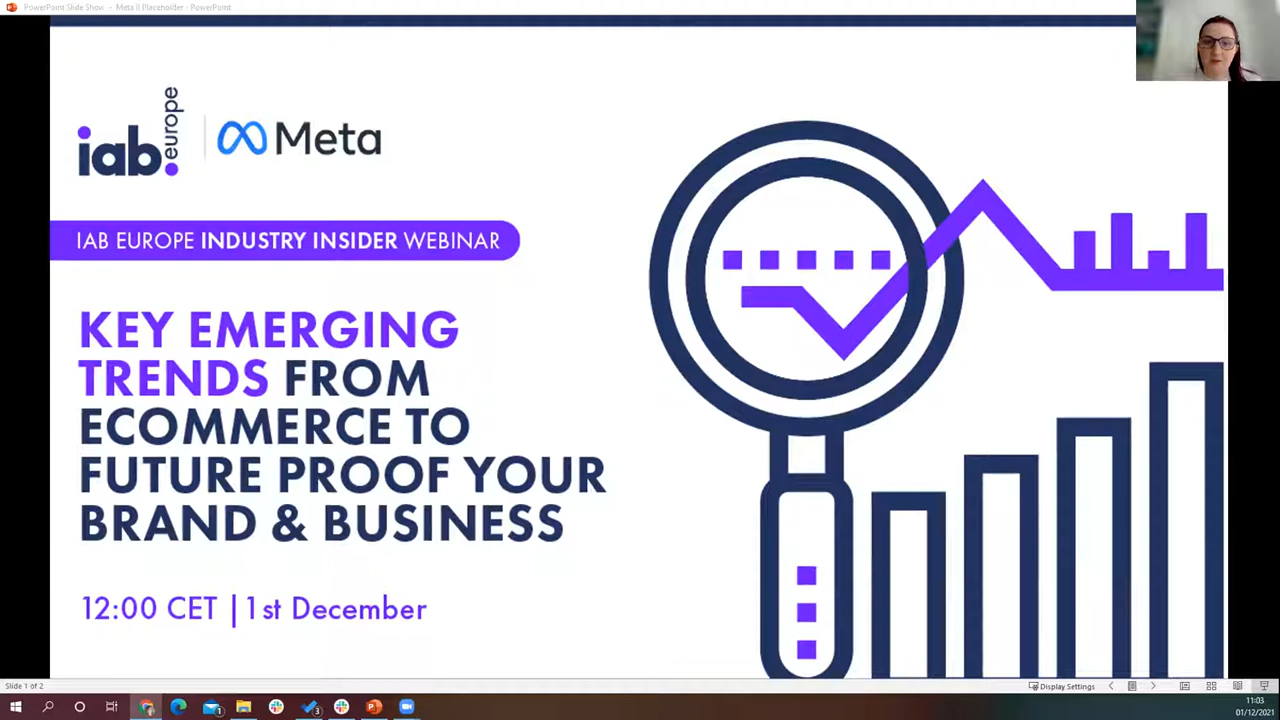 PowerPoint Slide Show - Meta II Placeholder - PowerPoint
iab europe
Meta
IAB EUROPE INDUSTRY INSIDER WEBINAR
KEY EMERGING
TRENDS FROM
ECOMMERCE TO
FUTURE PROOF YOUR
BRAND & BUSINESS
12:00 CET | 1st December
Slide 1 of 2
Display Settings
1
3
11:03
01/12/2021